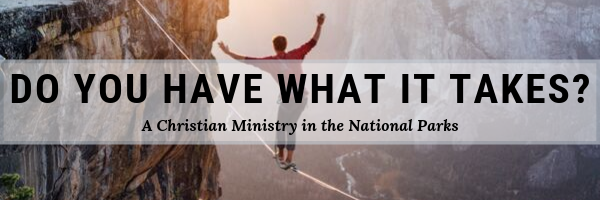 DO YOU HAVE WHAT IT TAKES?
A Christian Ministry in the National Parks